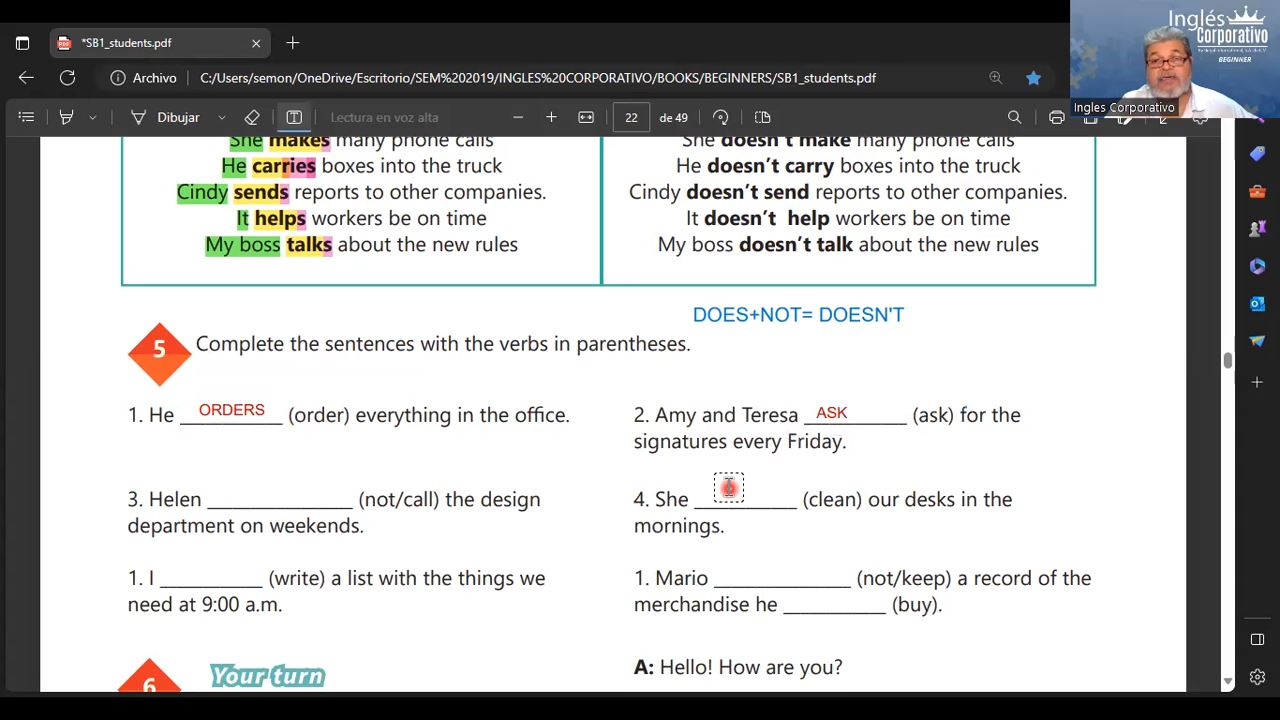 *SB1_students.pdf
Archivo C:/Users/semon/OneDrive/Escritorio/SEM%202019/INGLES%20CORPORATIVO/BOOKS/BEGINNERS/SB1_students.pdf
Dibujar Lectura en voz alta 22 de 49
Inglés
Corporativo
BEGINNER
Ingles Corporativo
She makes many phone calls
He carries boxes into the truck
Cindy sends reports to other companies.
It helps workers be on time
My boss talks about the new rules
She doesn't make many phone calls
He doesn't carry boxes into the truck
Cindy doesn't send reports to other companies.
It doesn't help workers be on time
My boss doesn't talk about the new rules
DOES+NOT= DOESN'T
5 Complete the sentences with the verbs in parentheses.
1. He ORDERS (order) everything in the office.
2. Amy and Teresa ASK (ask) for the
signatures every Friday.
3. Helen ______________ (not/call) the design
department on weekends.
4. She __________ (clean) our desks in the
mornings.
1. I __________ (write) a list with the things we
need at 9:00 a.m.
1. Mario _____________ (not/keep) a record of the
merchandise he __________ (buy).
6 Your turn
A: Hello! How are you?